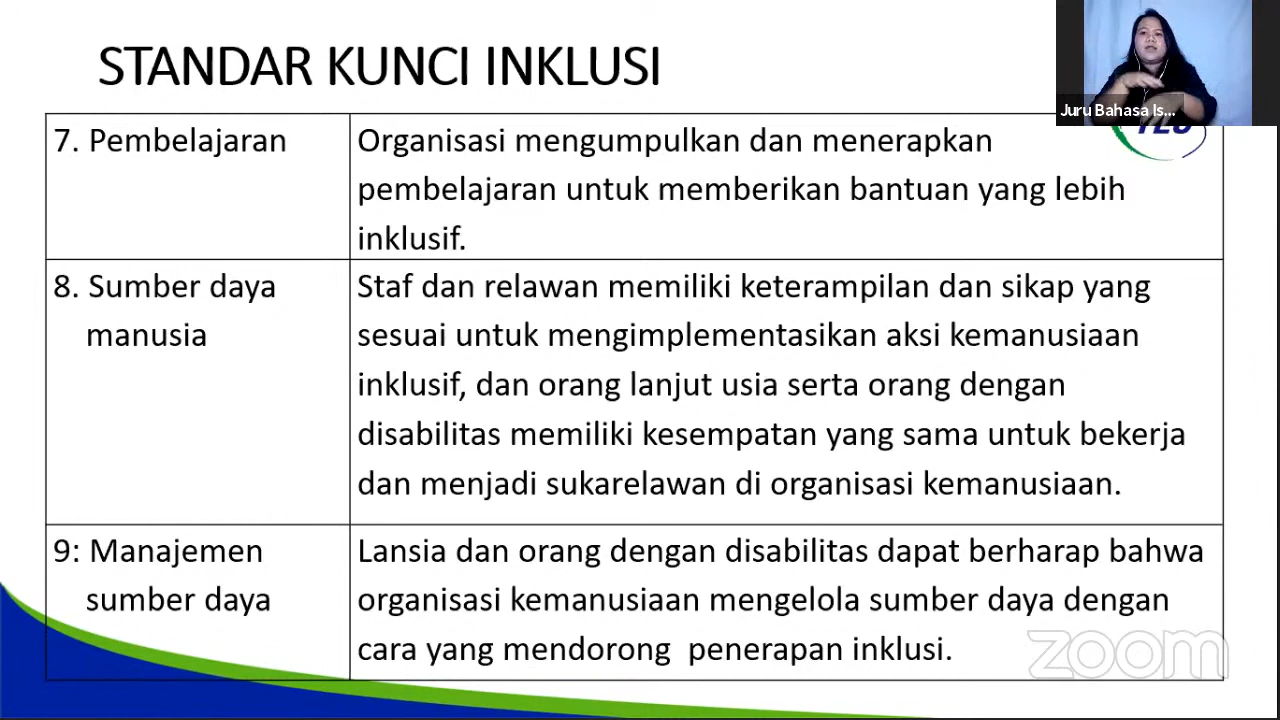 STANDAR KUNCI INKLUSI
Juru Bahasa Is...
7. Pembelajaran
Organisasi mengumpulkan dan menerapkan
pembelajaran untuk memberikan bantuan yang lebih
inklusif.
8. Sumber daya
manusia
Staf dan relawan memiliki keterampilan dan sikap yang
sesuai untuk mengimplementasikan aksi kemanusiaan
inklusif, dan orang lanjut usia serta orang dengan
disabilitas memiliki kesempatan yang sama untuk bekerja
dan menjadi sukarelawan di organisasi kemanusiaan.
9: Manajemen
sumber daya
Lansia dan orang dengan disabilitas dapat berharap bahwa
organisasi kemanusiaan mengelola sumber daya dengan
cara yang mendorong  penerapan inklusi.
zoom